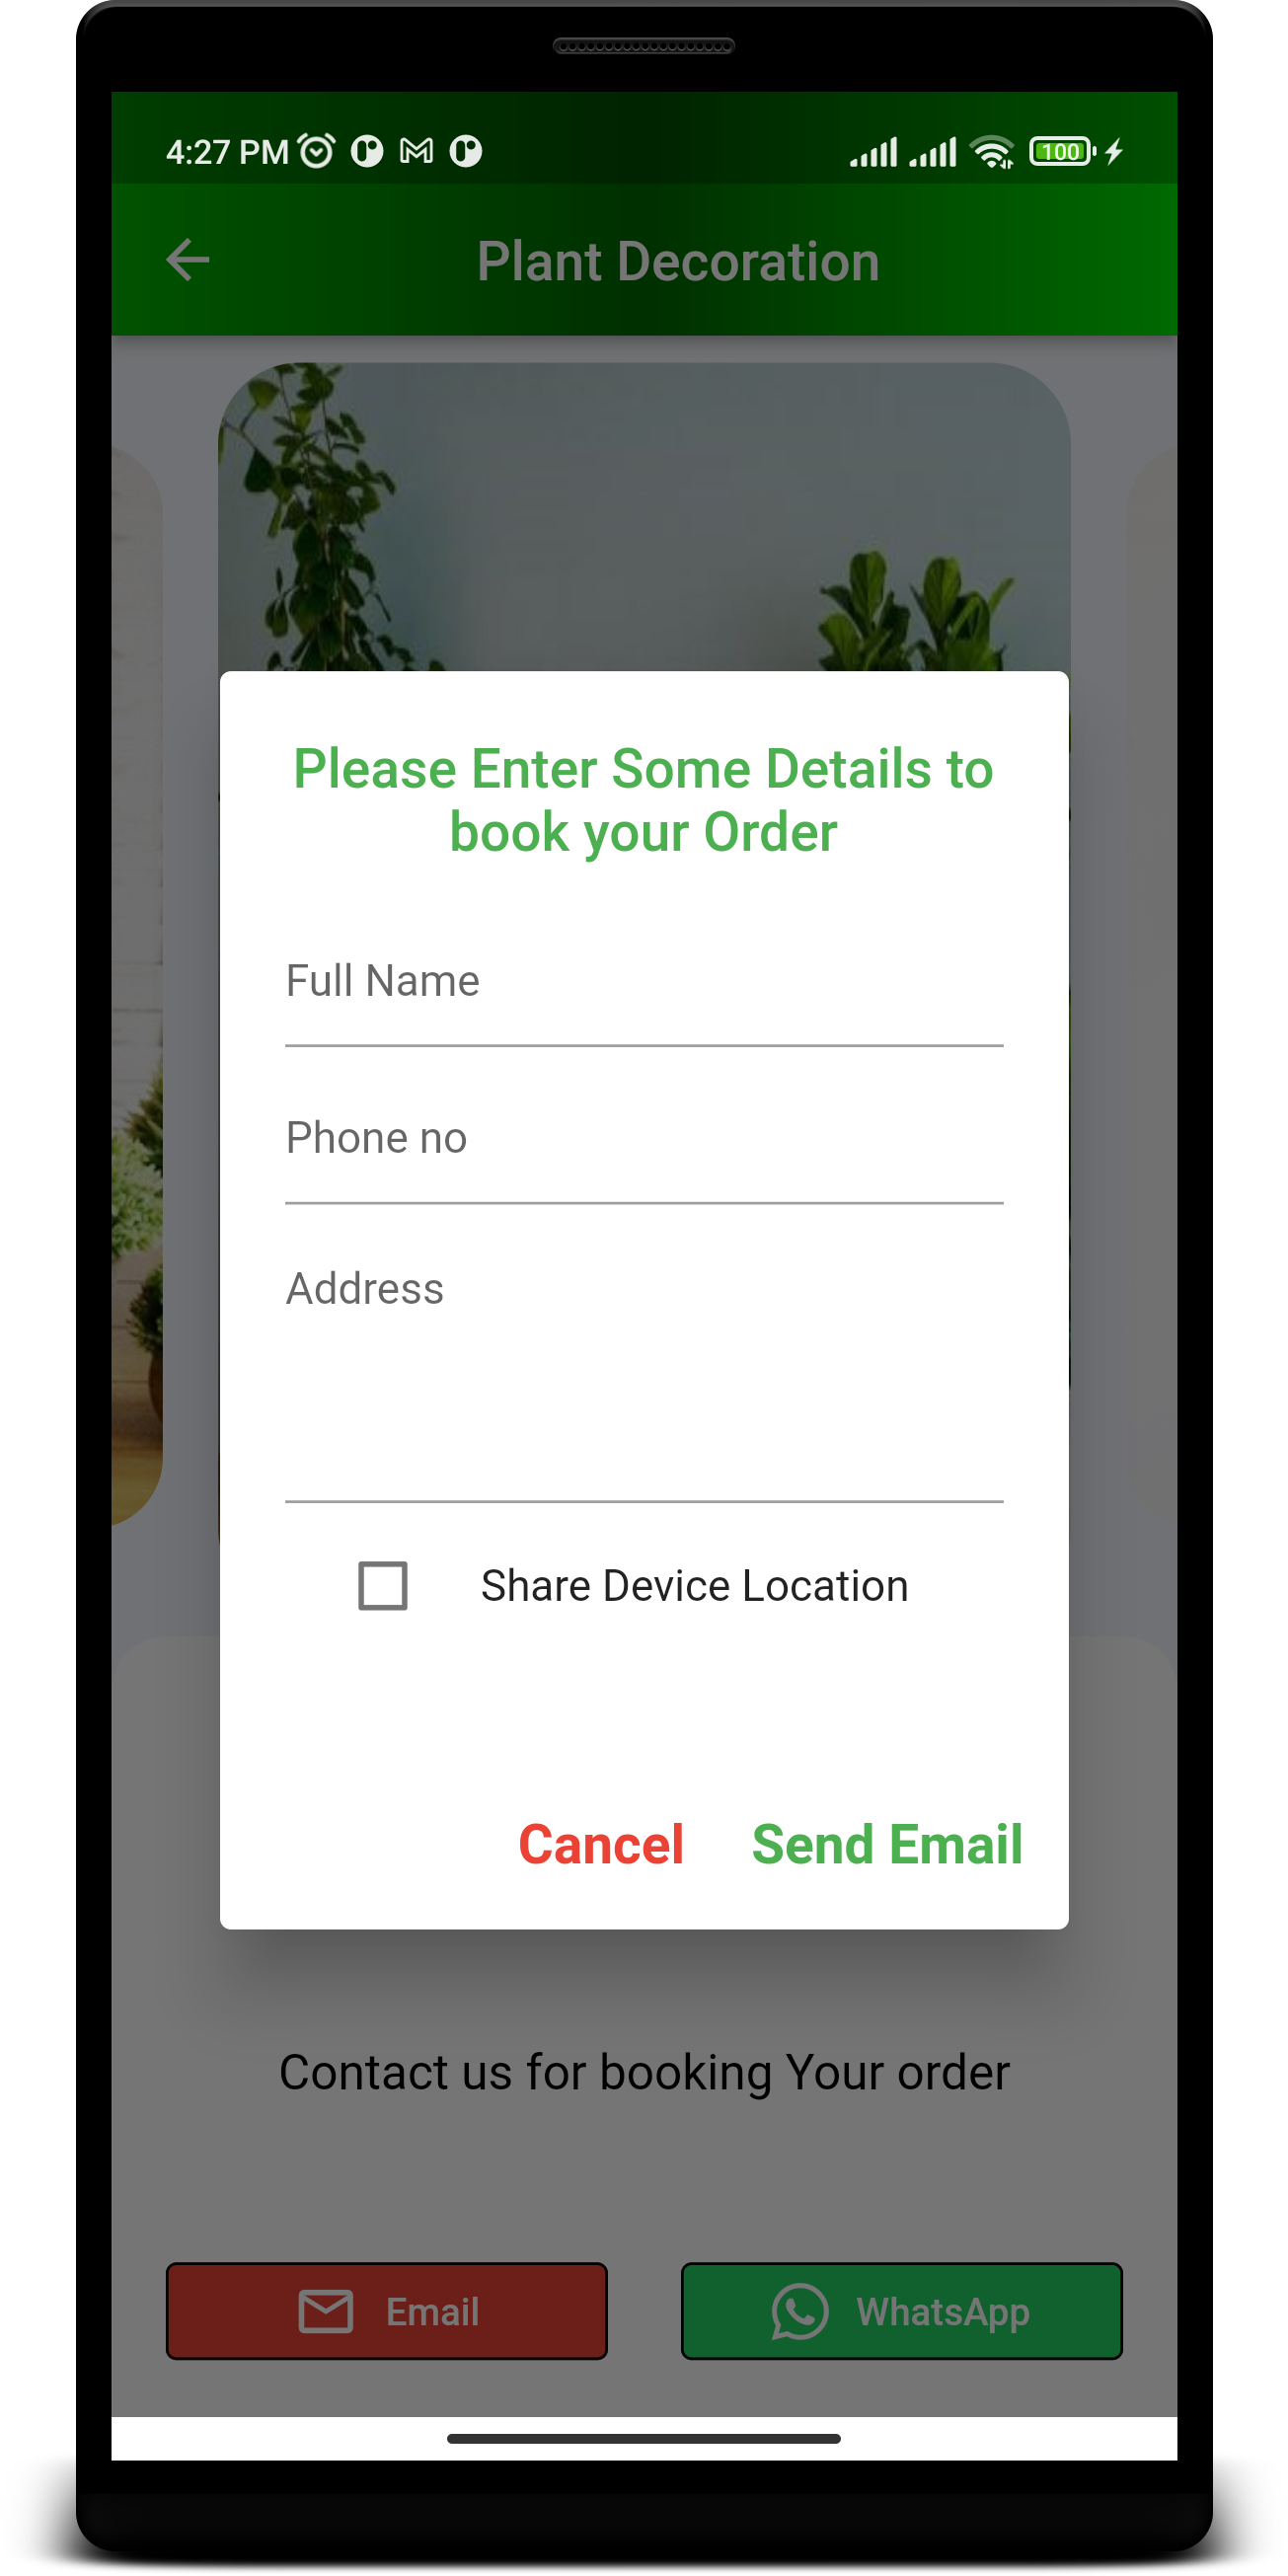 4:27 PM
100
Plant Decoration
Please Enter Some Details to
book your Order
Full Name
Phone no
Address
Share Device Location
Cancel Send Email
Contact us for booking Your order
Email WhatsApp